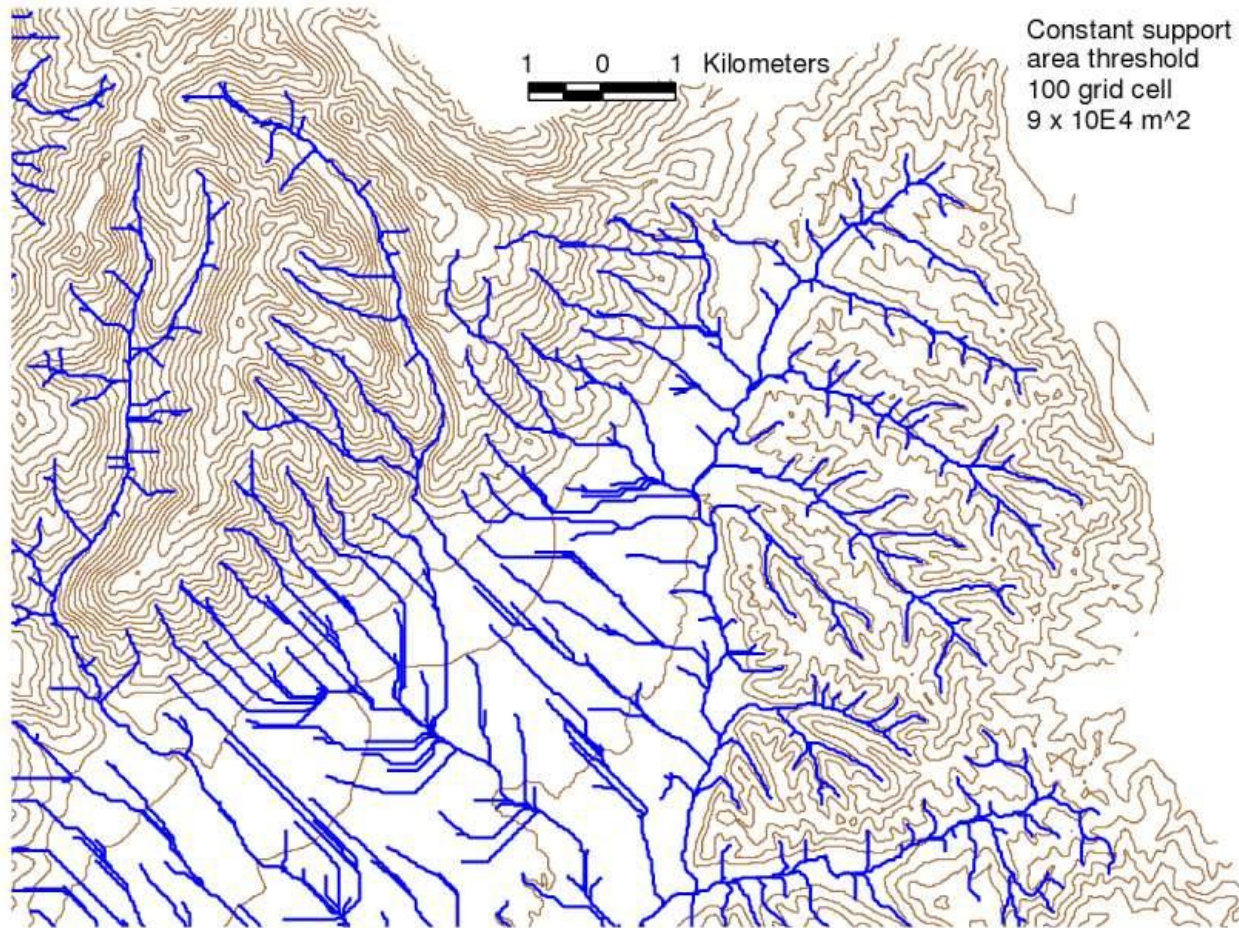 1 0 1 Kilometers
Constant support
area threshold
100 grid cell
9 x 10E4 m^2